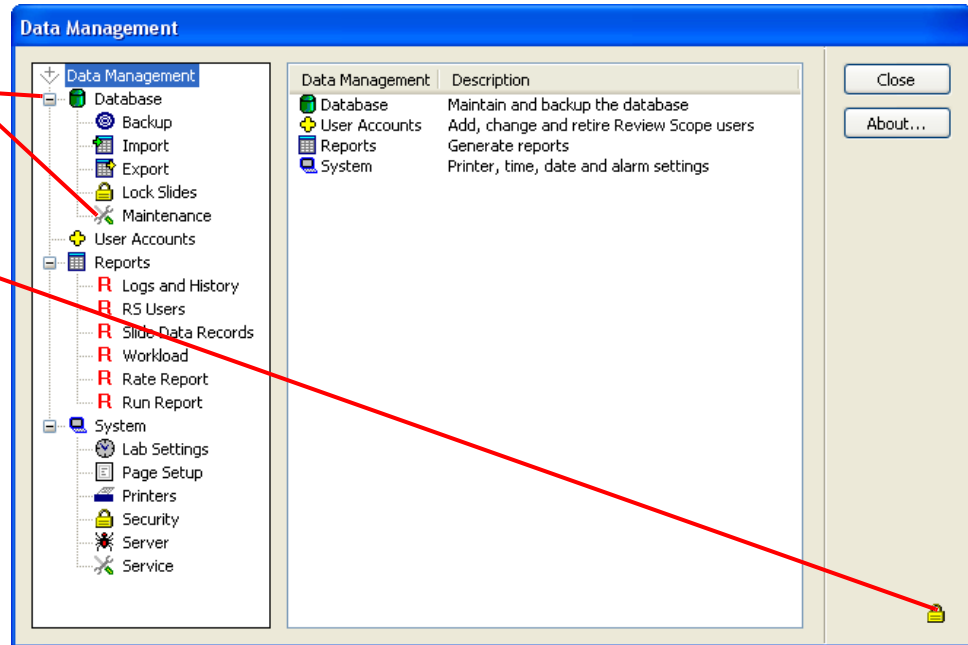 Data Management
Data Management
Database
Backup
Import
Export
Lock Slides
Maintenance
User Accounts
Reports
R Logs and History
R RS Users
R Slide Data Records
R Workload
R Rate Report
R Run Report
System
Lab Settings
Page Setup
Printers
Security
Server
Service
Data Management Description
Database Maintain and backup the database
User Accounts Add, change and retire Review Scope users
Reports Generate reports
System Printer, time, date and alarm settings
Close
About...